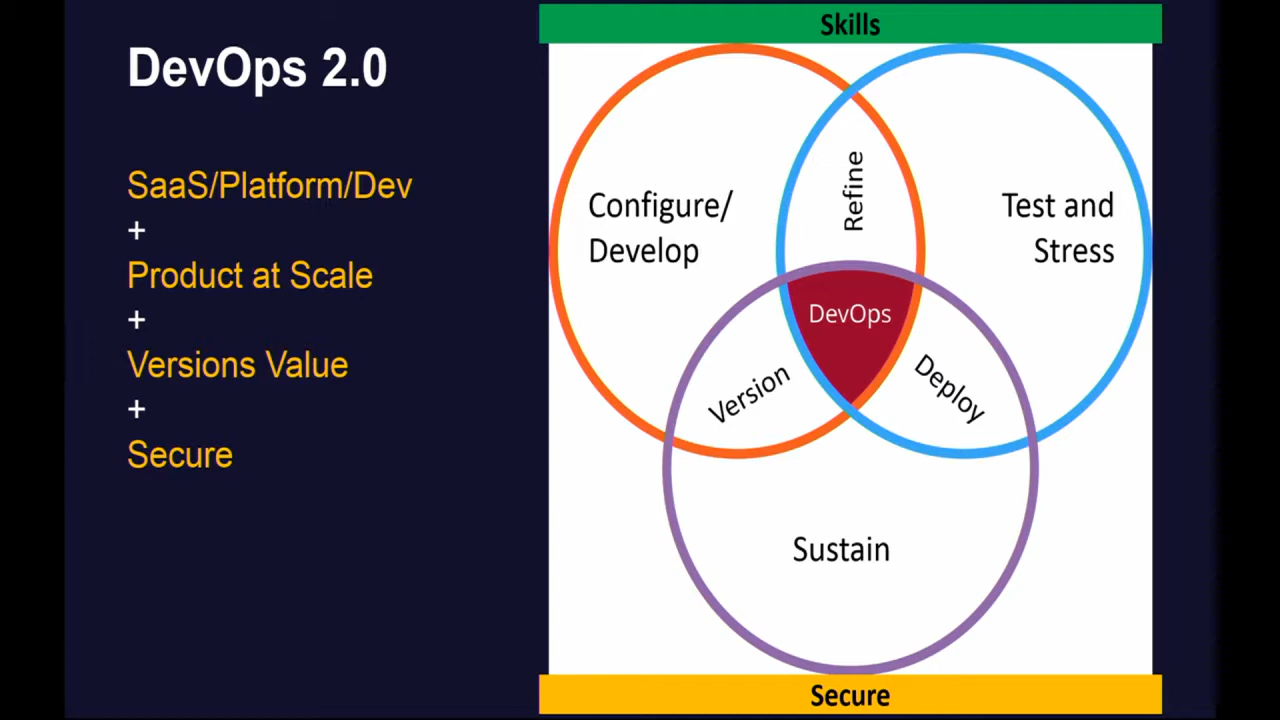 DevOps 2.0
SaaS/Platform/Dev
+
Product at Scale
+
Versions Value
+
Secure
Skills
Configure/
Develop
Refine
Test and
Stress
DevOps
Version
Deploy
Sustain
Secure